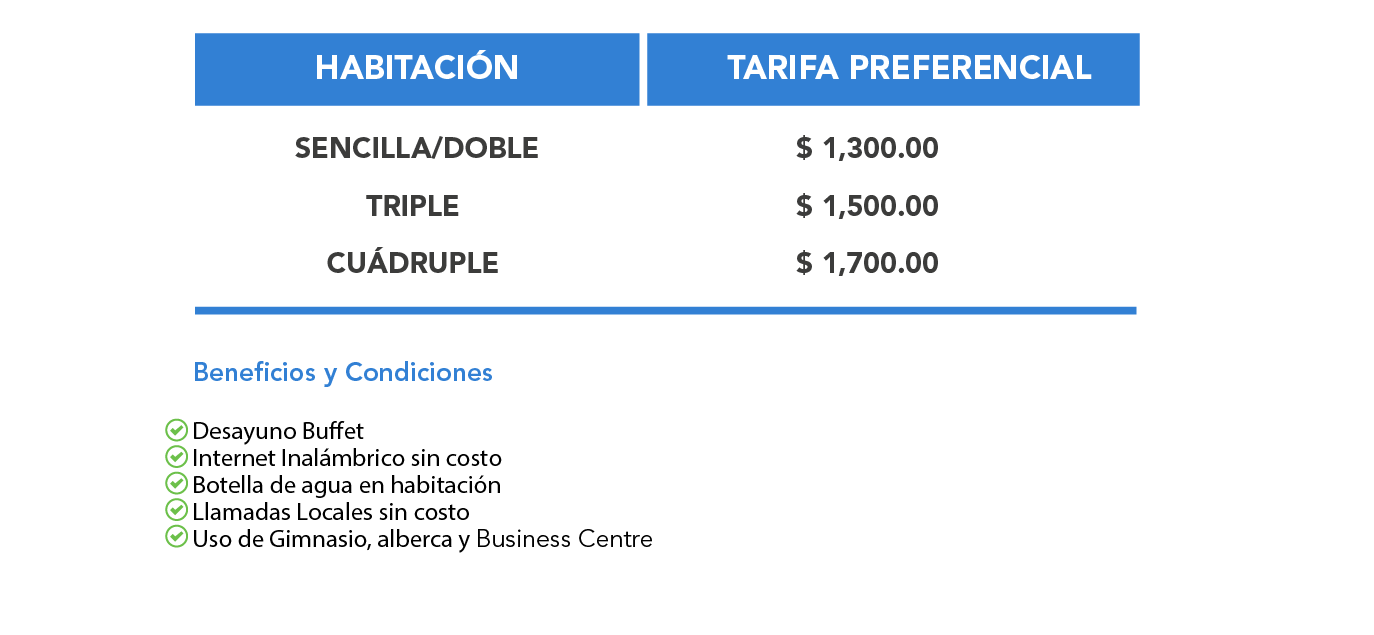 HABITACIÓN TARIFA PREFERENCIAL
SENCILLA/DOBLE $ 1,300.00
TRIPLE $ 1,500.00
CUÁDRUPLE $ 1,700.00
Beneficios y Condiciones
Desayuno Buffet
Internet Inalámbrico sin costo
Botella de agua en habitación
Llamadas Locales sin costo
Uso de Gimnasio, alberca y Business Centre